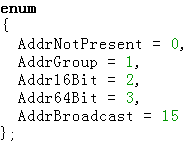 enum
{
  AddrNotPresent = 0,
  AddrGroup = 1,
  Addr16Bit = 2,
  Addr64Bit = 3,
  AddrBroadcast = 15
};